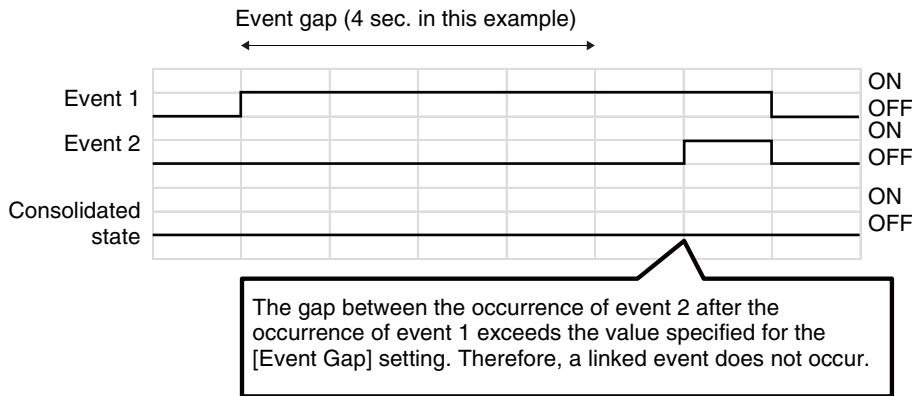 Event gap (4 sec. in this example)
Event 1
ON
OFF
Event 2
ON
OFF
Consolidated
state
ON
OFF
The gap between the occurrence of event 2 after the
occurrence of event 1 exceeds the value specified for the
[Event Gap] setting. Therefore, a linked event does not occur.